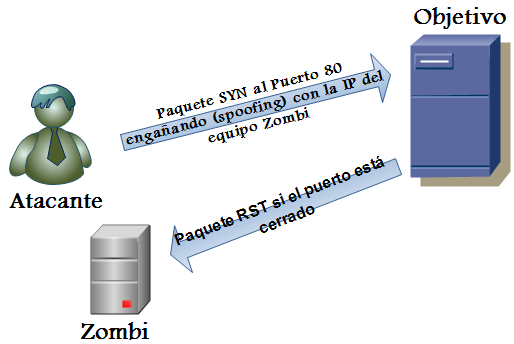 Objetivo
Paquete SYN al Puerto 80
engañando (spoofing) con la IP del
equipo Zombi
Atacante
Paquete RST si el puerto está
cerrado
Zombi